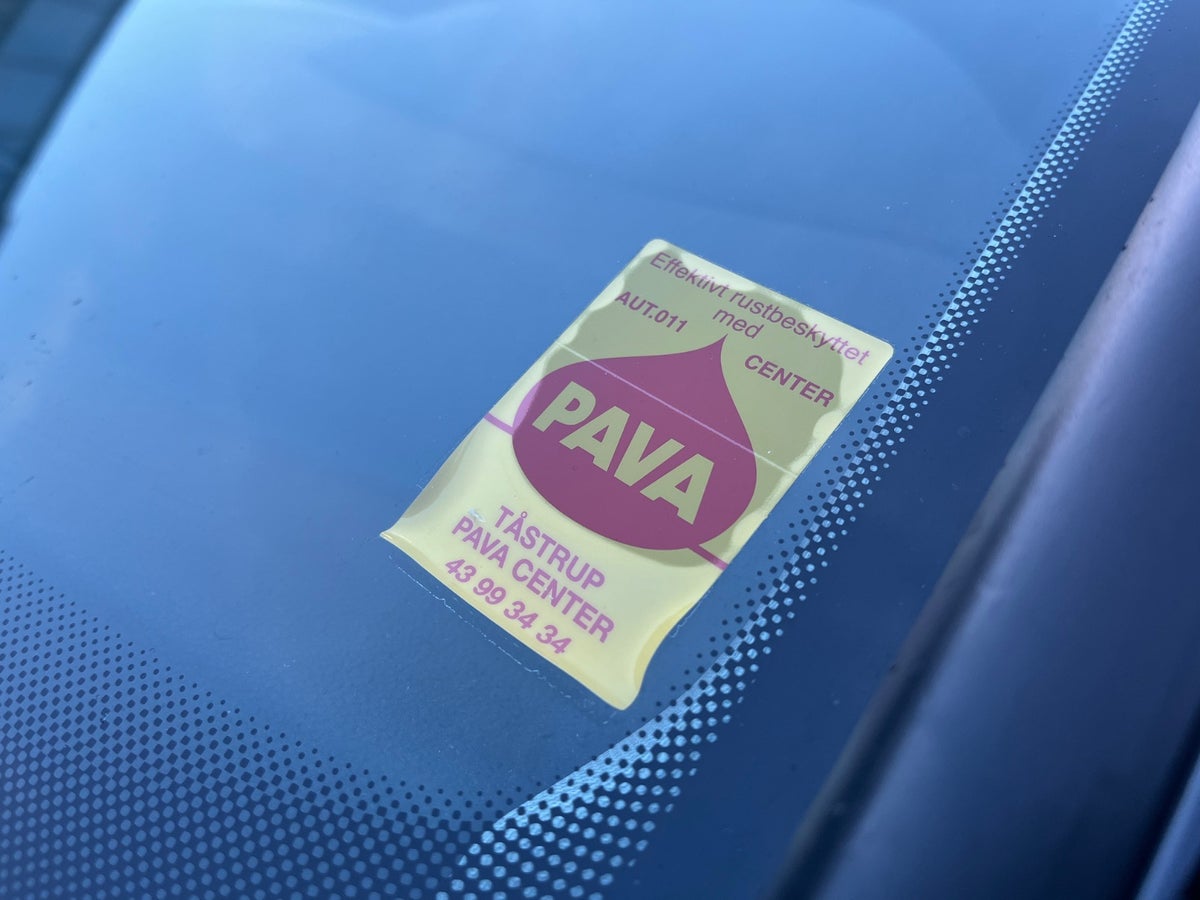 Effektivt rustbeskyttet
med
AUT.011 CENTER
PAVA
TÅSTRUP
PAVA CENTER
43 99 34 34